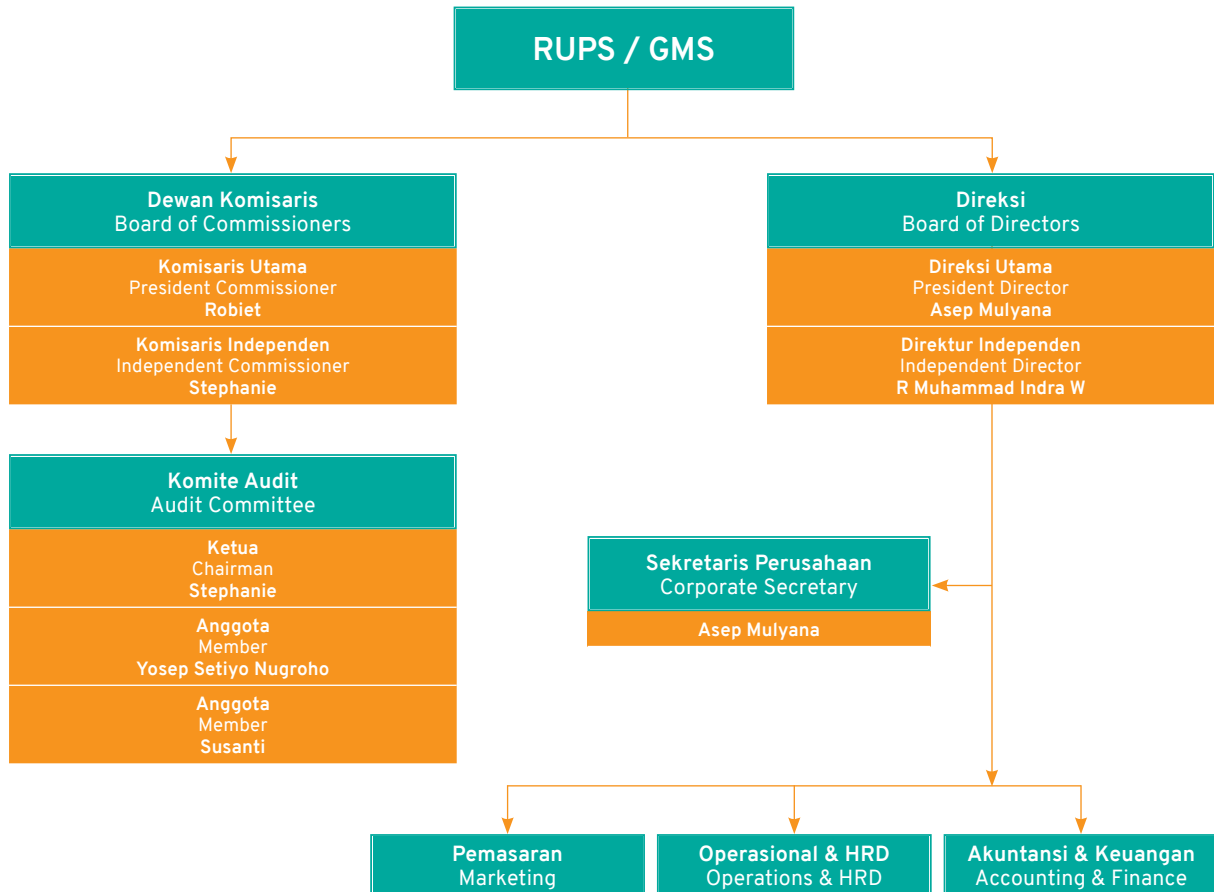 RUPS / GMS
Dewan Komisaris
Board of Commissioners
Komisaris Utama
President Commissioner
Robiet
Komisaris Independen
Independent Commissioner
Stephanie
Direksi
Board of Directors
Direksi Utama
President Director
Asep Mulyana
Direktur Independen
Independent Director
R Muhammad Indra W
Komite Audit
Audit Committee
Ketua
Chairman
Stephanie
Anggota
Member
Yosep Setiyo Nugroho
Anggota
Member
Susanti
Sekretaris Perusahaan
Corporate Secretary
Asep Mulyana
Pemasaran
Marketing
Operasional & HRD
Operations & HRD
Akuntansi & Keuangan
Accounting & Finance